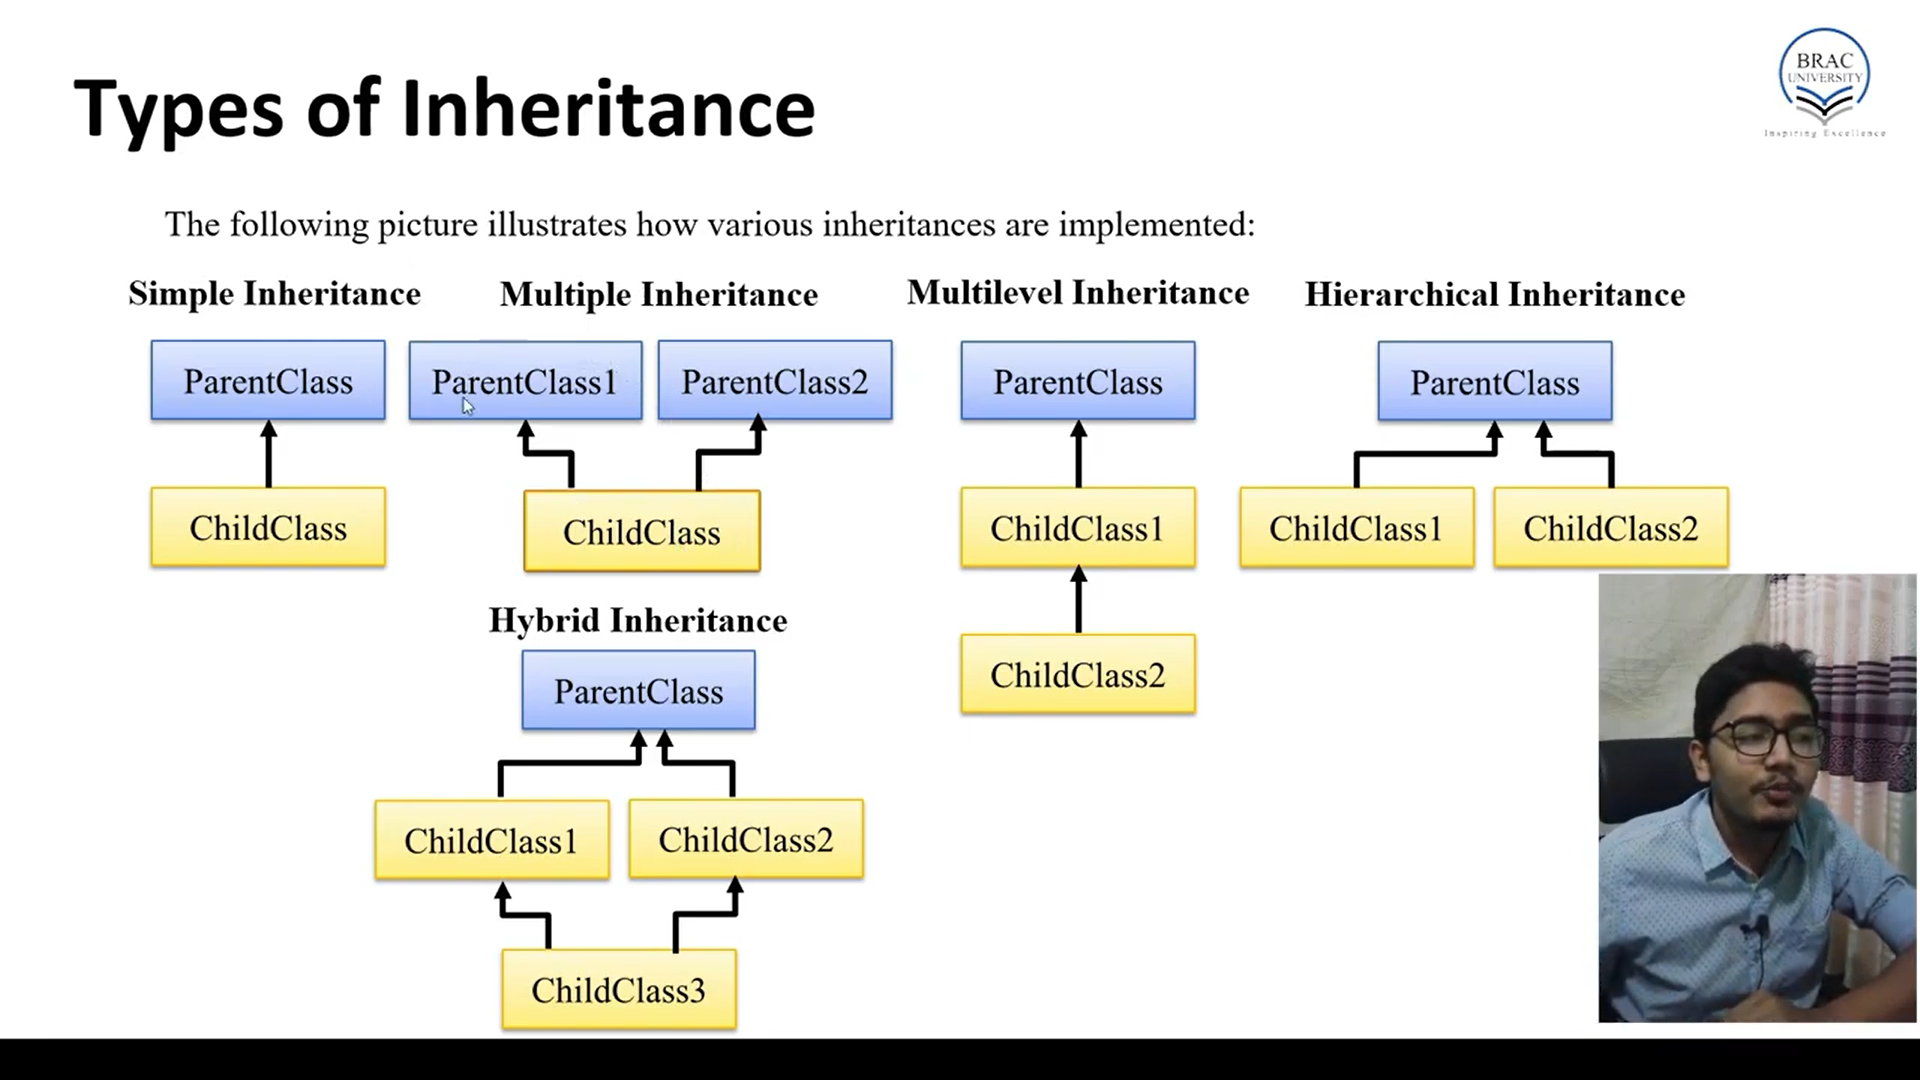 Types of Inheritance
BRAC
UNIVERSITY
Inspiring Excellence
The following picture illustrates how various inheritances are implemented:
Simple Inheritance
ParentClass
ChildClass
Multiple Inheritance
ParentClass1
ParentClass2
ChildClass
Multilevel Inheritance
ParentClass
ChildClass1
ChildClass2
Hierarchical Inheritance
ParentClass
ChildClass1
ChildClass2
Hybrid Inheritance
ParentClass
ChildClass1
ChildClass2
ChildClass3